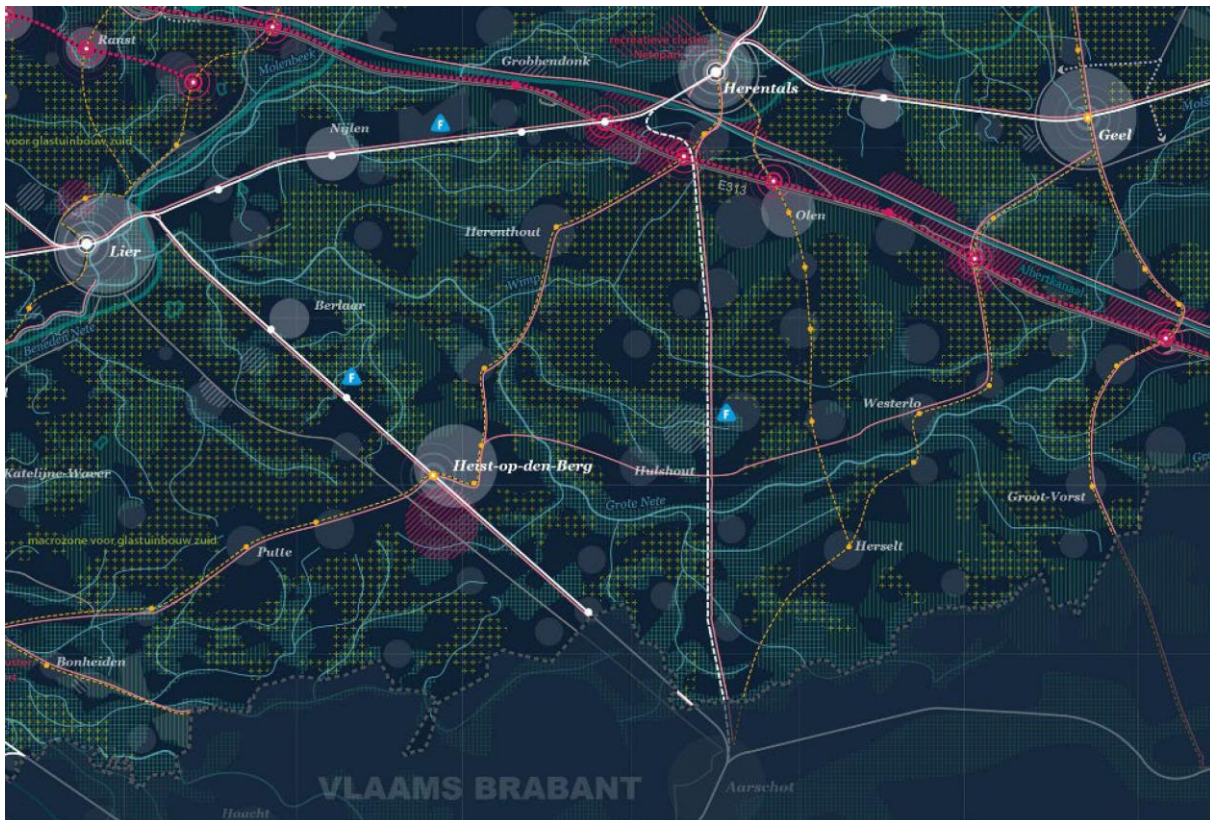 Ranst
Molenbeek
Grobbendonk
recreatieve cluster
Netepark
Herentals
Geel
Nijlen
voor glastuinbouw zuid
F
E313
Olen
Lier
Herenthout
Wimp
Albertkanaal
Berlaar
Beneden Nete
F
Westerlo
F
Katelijne-Waver
Heist-op-den-Berg
Hulshout
Grote Nete
Groot-Vorst
macrozone voor glastuinbouw zuid
Putte
Herselt
Bonheiden
VLAAMS BRABANT
Aarschot
Haacht